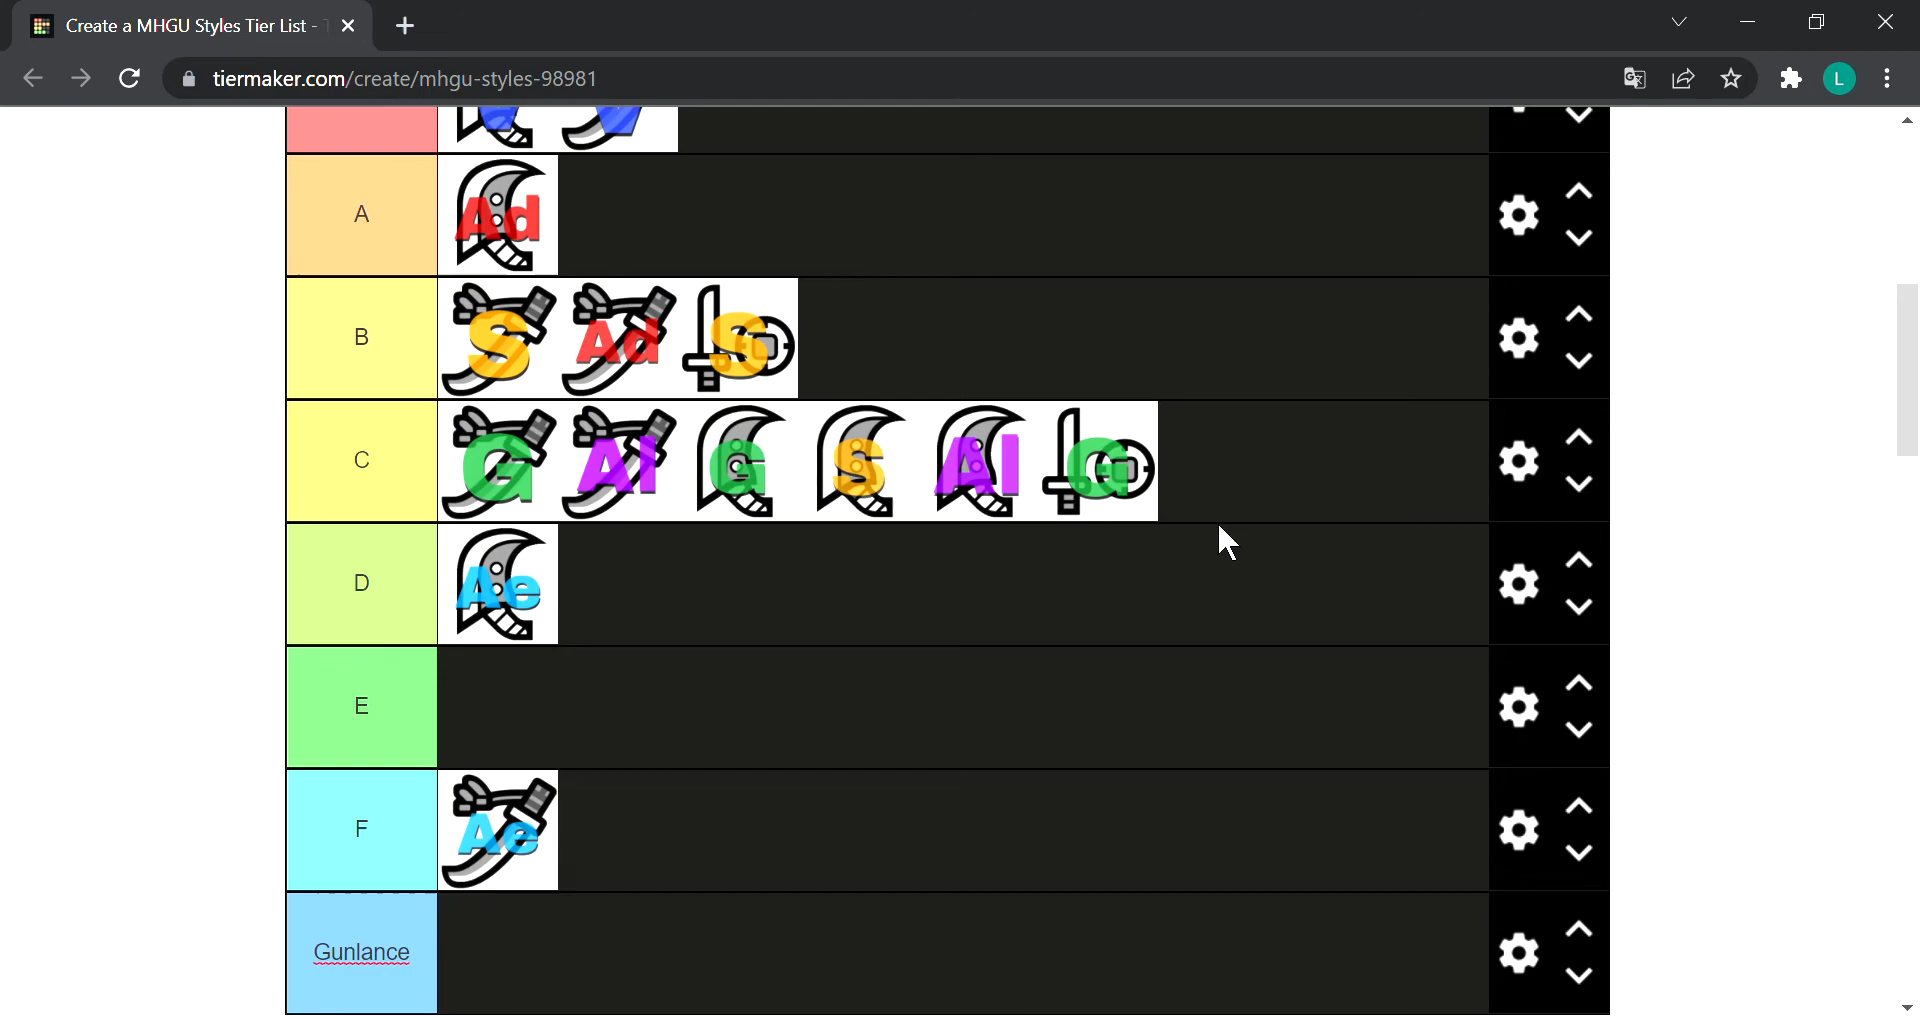 Create a MHGU Styles Tier List -
tiermaker.com/create/mhgu-styles-98981
L
V V
A
Ad
B
S Ad S
C
G Al G S Al G
D
Ae
E
F
Ae
Gunlance